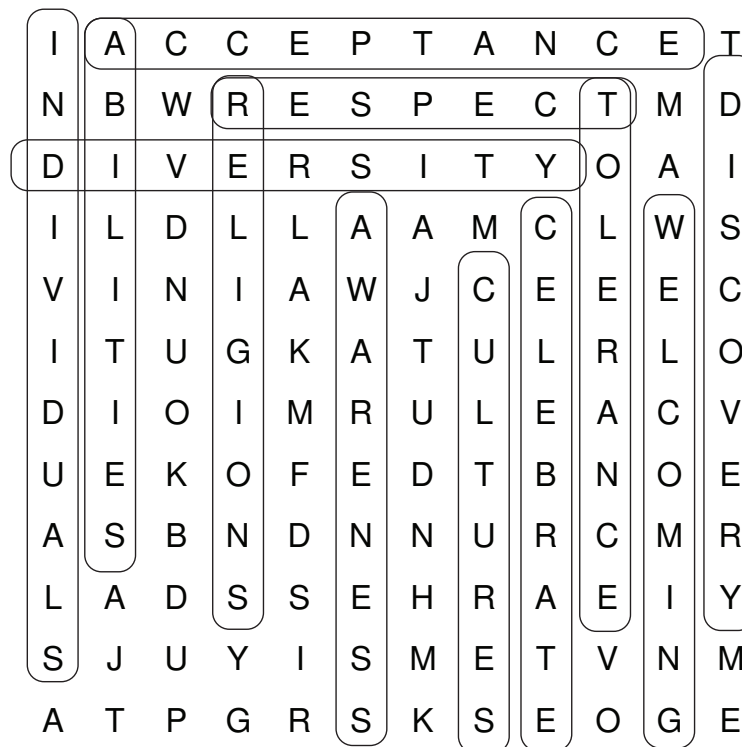 I A C C E P T A N C E T
N B W R E S P E C T M D
D I V E R S I T Y O A I
I L D L L A A M C L W S
V I N I A W J C E E E C
I T U G K A T U L R L O
D I O I M R U L E A C V
U E K O F E D T B N O E
A S B N D N N U R C M R
L A D S S E H R A E I Y
S J U Y I S M E T V N M
A T P G R S K S E O G E